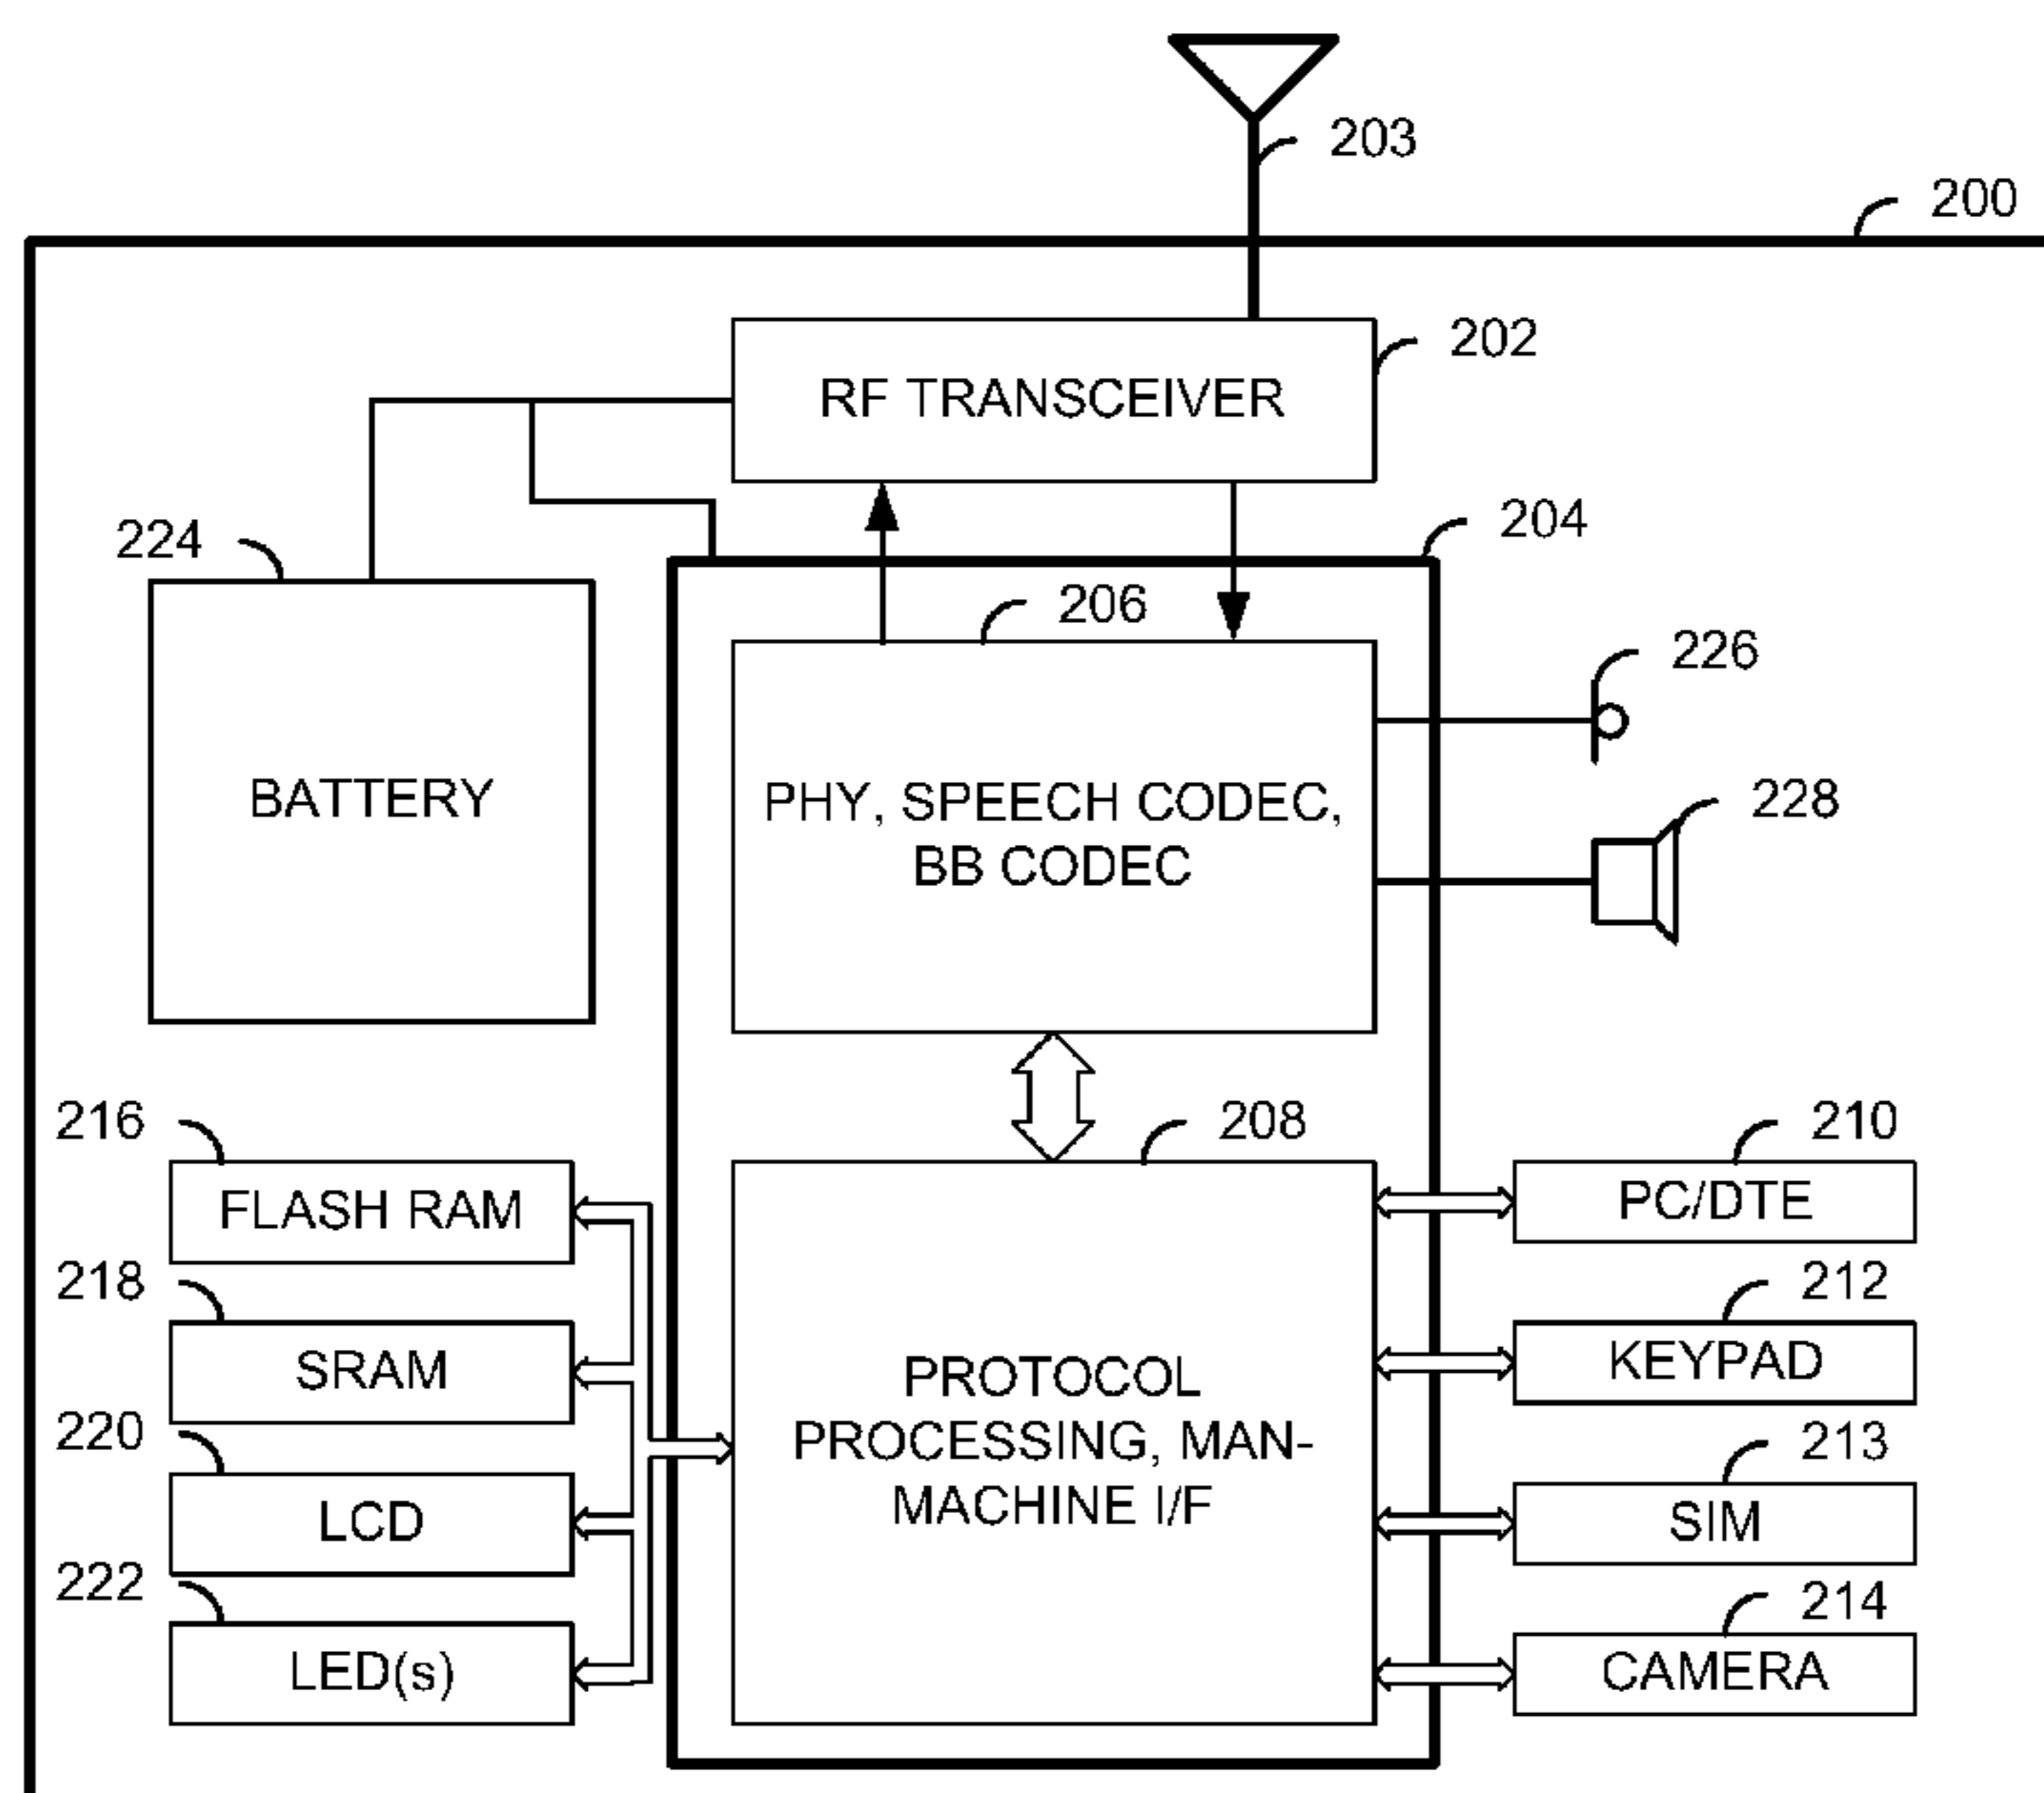 203
200
202
RF TRANSCEIVER
204
224
206
226
BATTERY
PHY, SPEECH CODEC,
BB CODEC
228
216
208
210
FLASH RAM
PC/DTE
218
212
SRAM
KEYPAD
PROTOCOL
PROCESSING, MAN-
MACHINE I/F
220
213
LCD
SIM
222
214
LED(s)
CAMERA